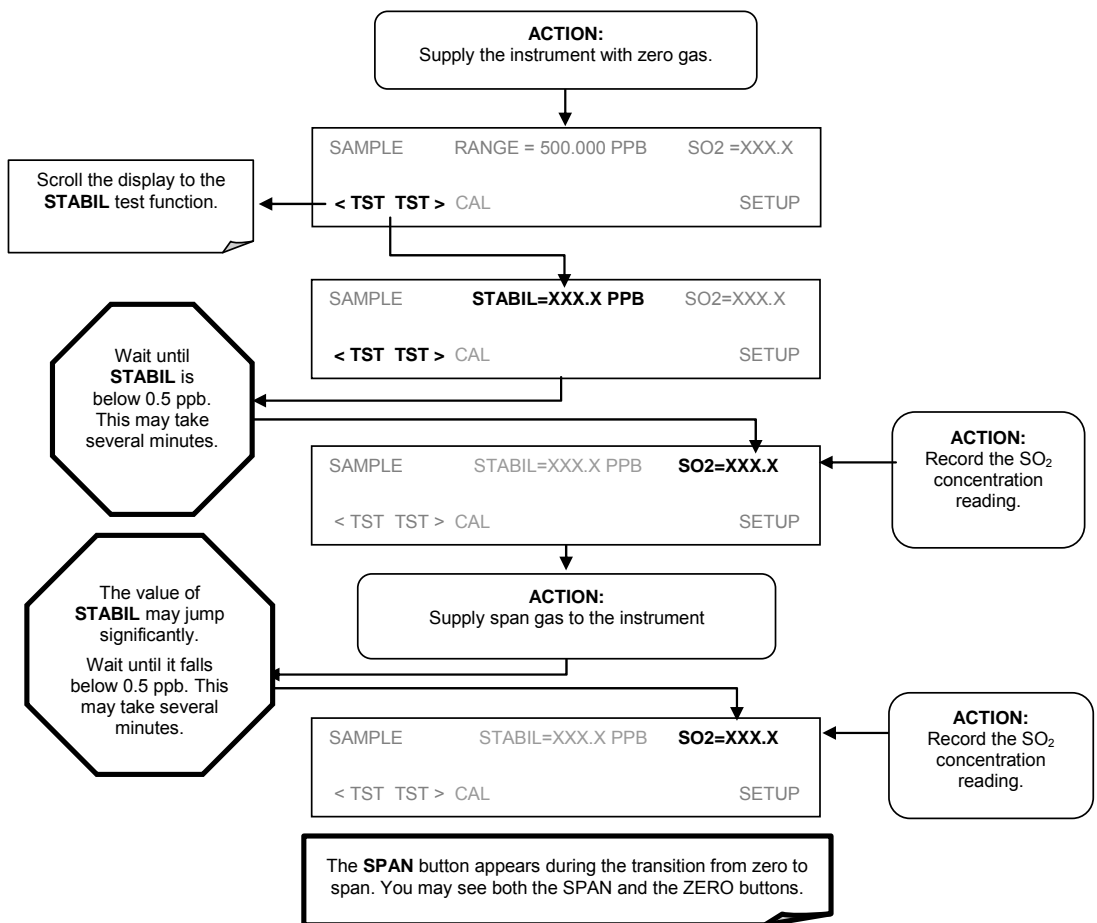 ACTION:
Supply the instrument with zero gas.
SAMPLE RANGE = 500.000 PPB SO2 =XXX.X
< TST TST > CAL SETUP
Scroll the display to the
STABIL test function.
SAMPLE STABIL=XXX.X PPB SO2=XXX.X
< TST TST > CAL SETUP
Wait until
STABIL is
below 0.5 ppb.
This may take
several minutes.
SAMPLE STABIL=XXX.X PPB SO2=XXX.X
< TST TST > CAL SETUP
ACTION:
Record the SO₂
concentration
reading.
ACTION:
Supply span gas to the instrument
The value of
STABIL may jump
significantly.
Wait until it falls
below 0.5 ppb. This
may take several
minutes.
SAMPLE STABIL=XXX.X PPB SO2=XXX.X
< TST TST > CAL SETUP
ACTION:
Record the SO₂
concentration
reading.
The SPAN button appears during the transition from zero to
span. You may see both the SPAN and the ZERO buttons.